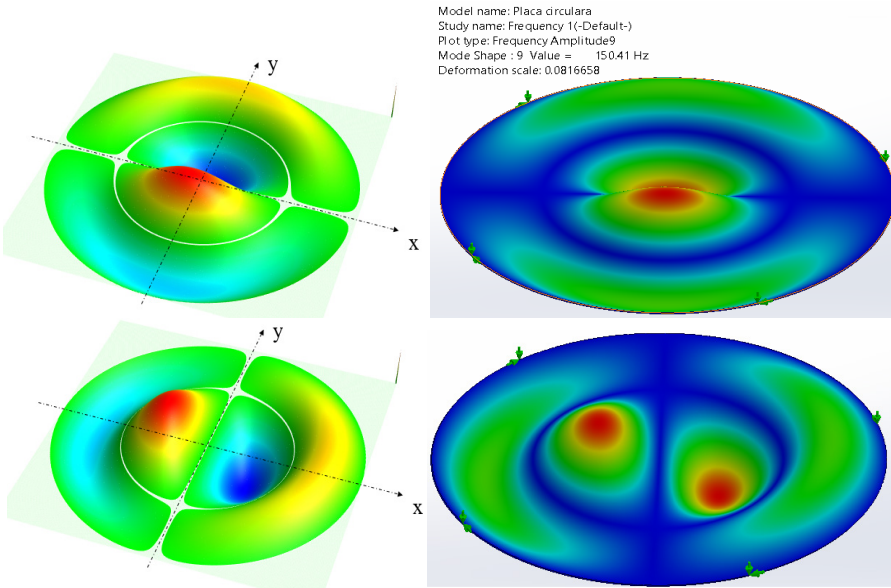 Model name: Placa circulara
Study name: Frequency 1(-Default-)
Plot type: Frequency Amplitude9
Mode Shape : 9 Value = 150.41 Hz
Deformation scale: 0.0816658
y
x
y
x